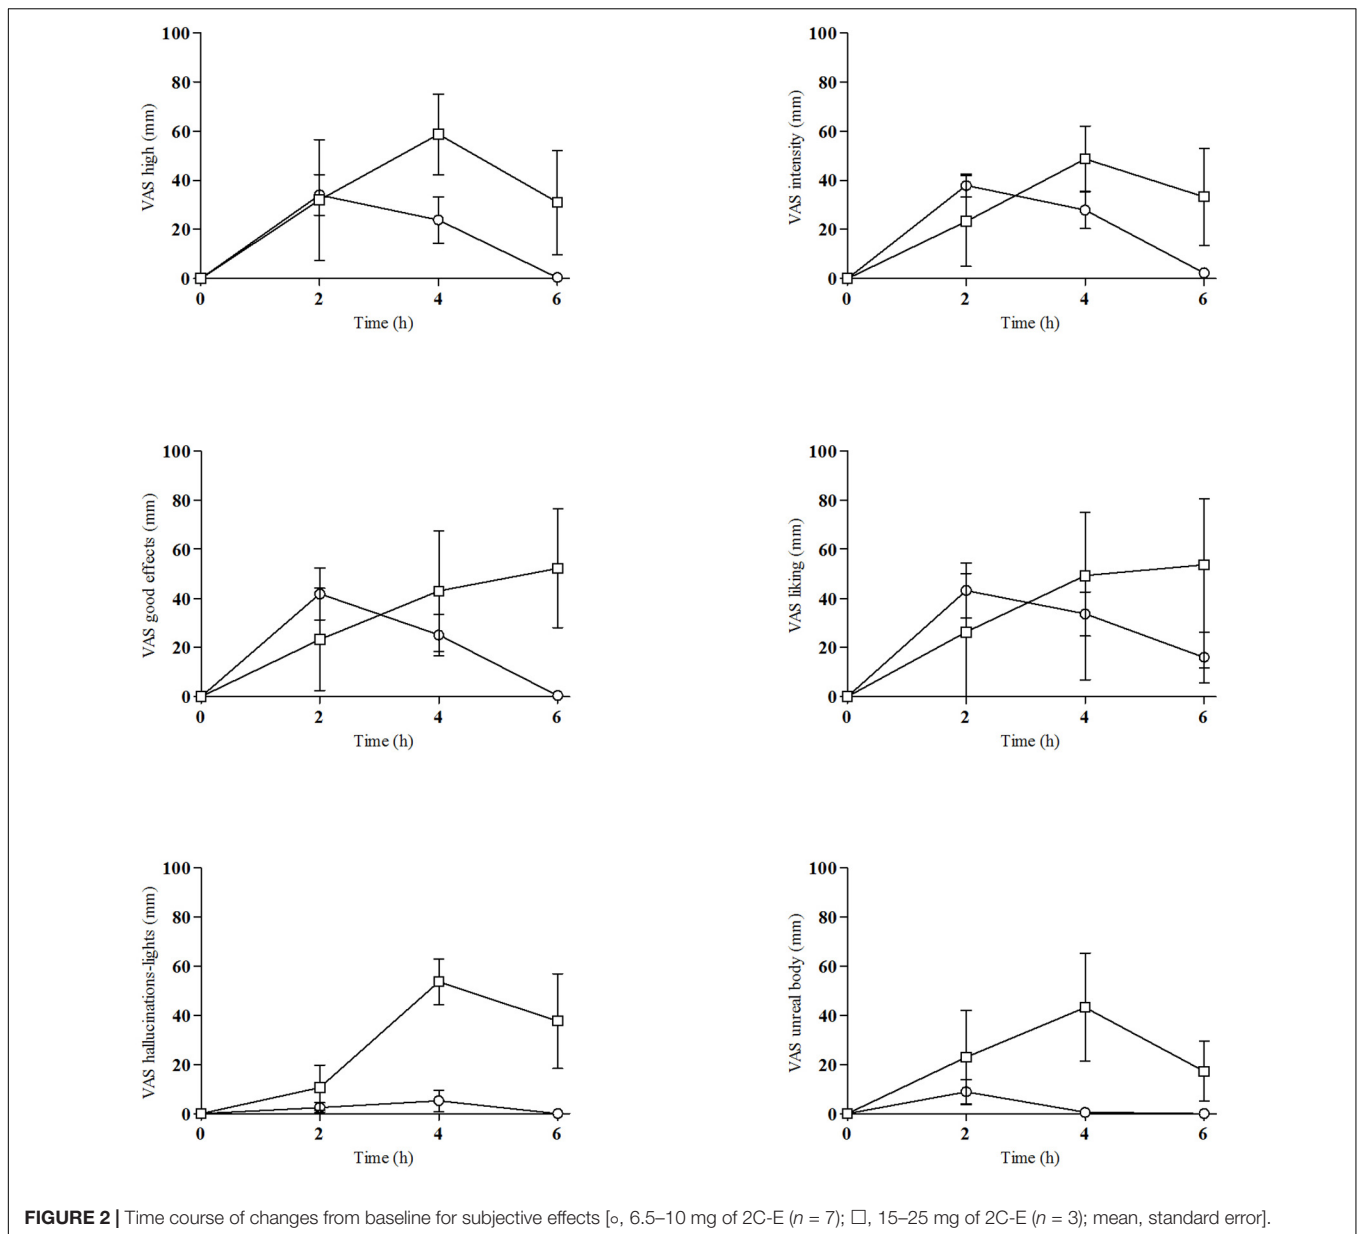 100
80
60
40
20
0
VAS high (mm)
0 2 4 6
Time (h)
100
80
60
40
20
0
VAS intensity (mm)
0 2 4 6
Time (h)
100
80
60
40
20
0
VAS good effects (mm)
0 2 4 6
Time (h)
100
80
60
40
20
0
VAS liking (mm)
0 2 4 6
Time (h)
100
80
60
40
20
0
VAS hallucinations-lights (mm)
0 2 4 6
Time (h)
100
80
60
40
20
0
VAS unreal body (mm)
0 2 4 6
Time (h)
FIGURE 2 | Time course of changes from baseline for subjective effects [○, 6.5–10 mg of 2C-E (n = 7); □, 15–25 mg of 2C-E (n = 3); mean, standard error].